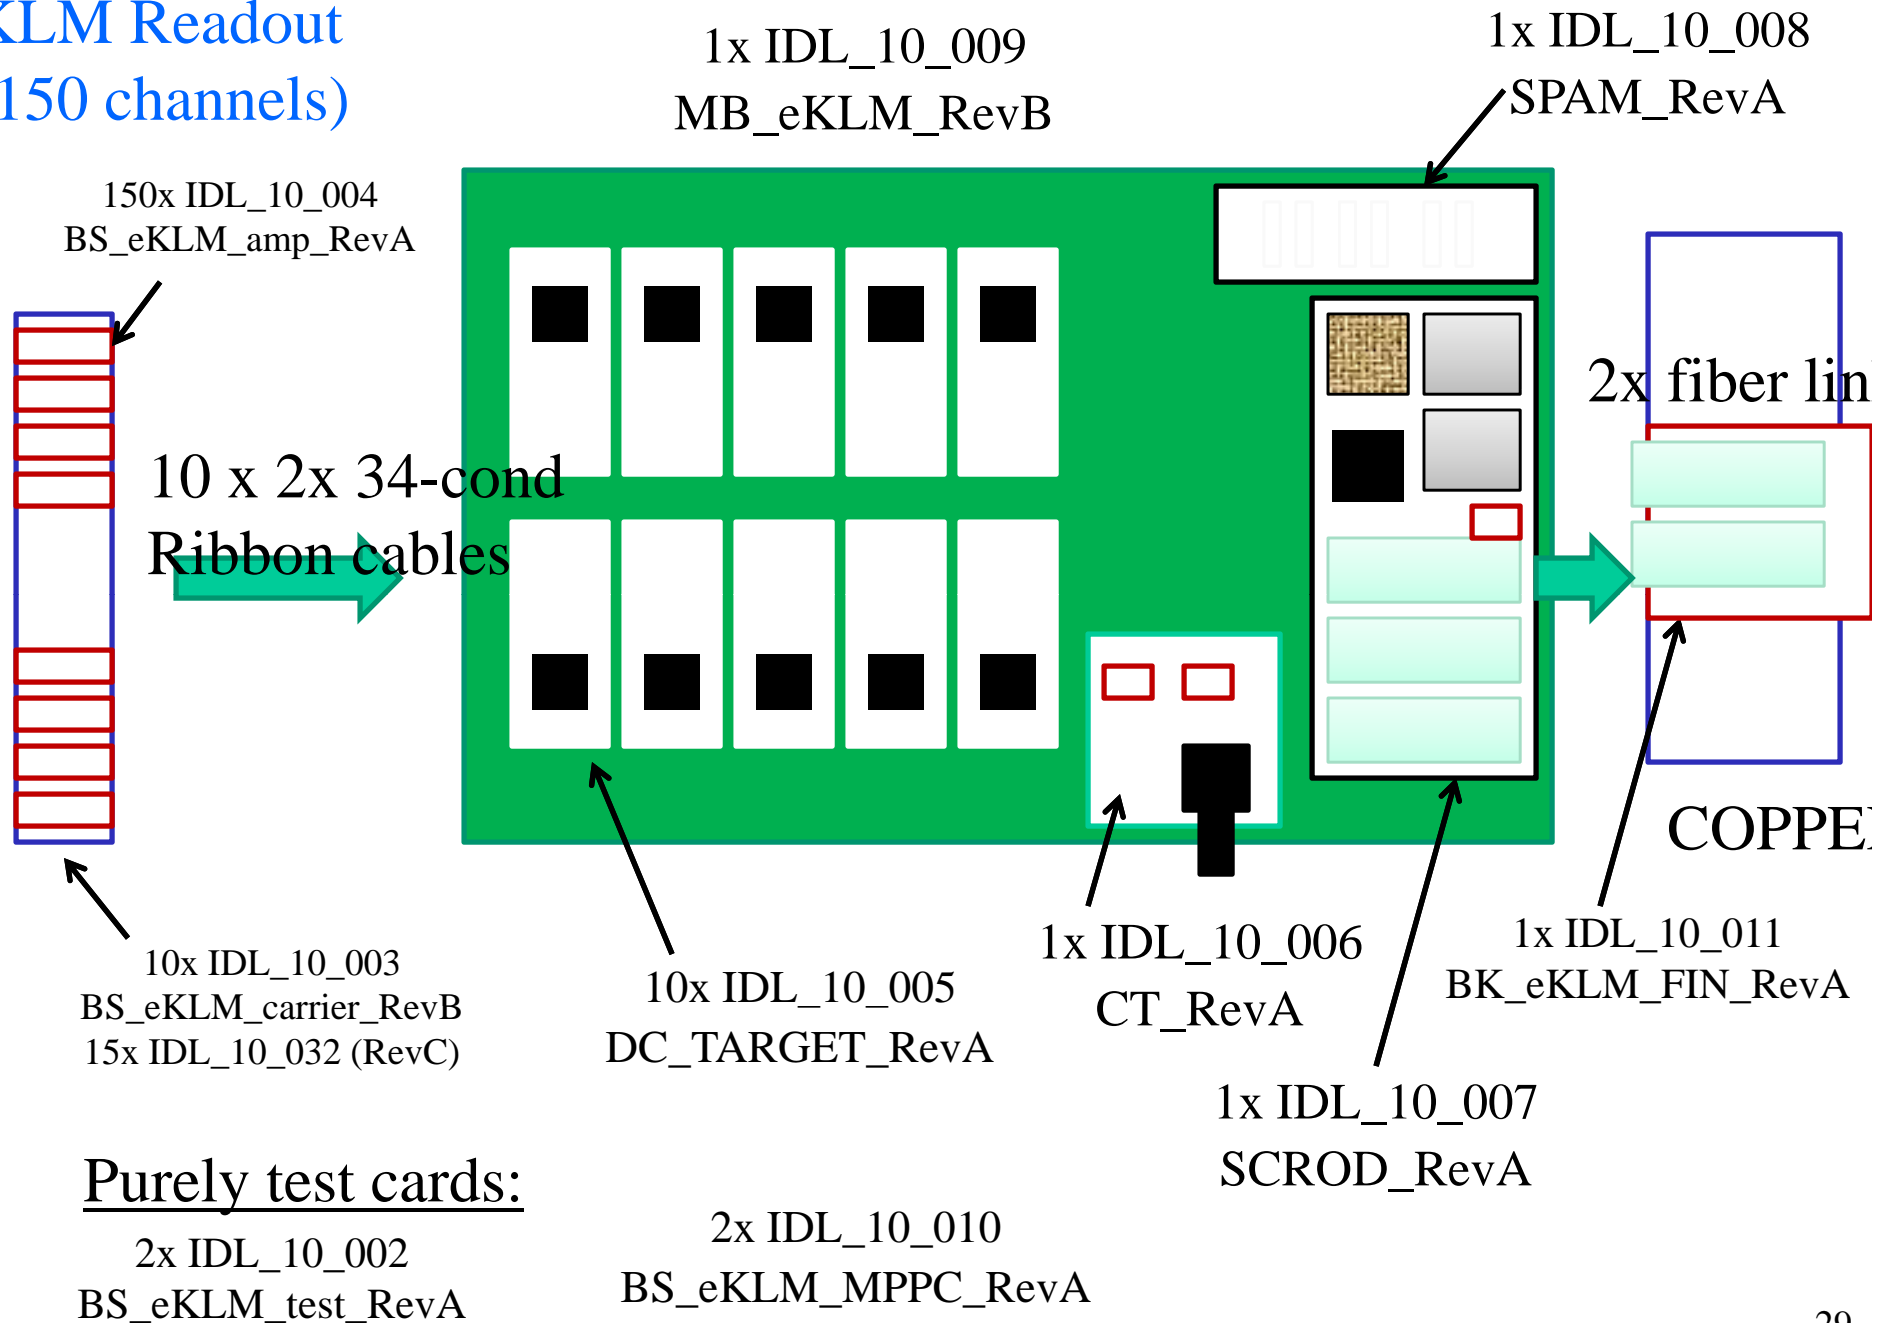 KLM Readout
150 channels)
1x IDL_10_009
MB_eKLM_RevB
1x IDL_10_008
SPAM_RevA
150x IDL_10_004
BS_eKLM_amp_RevA
2x fiber lin
10 x 2x 34-cond
Ribbon cables
COPPE
10x IDL_10_003
BS_eKLM_carrier_RevB
15x IDL_10_032 (RevC)
10x IDL_10_005
DC_TARGET_RevA
1x IDL_10_006
CT_RevA
1x IDL_10_011
BK_eKLM_FIN_RevA
1x IDL_10_007
SCROD_RevA
Purely test cards:
2x IDL_10_002
BS_eKLM_test_RevA
2x IDL_10_010
BS_eKLM_MPPC_RevA
29